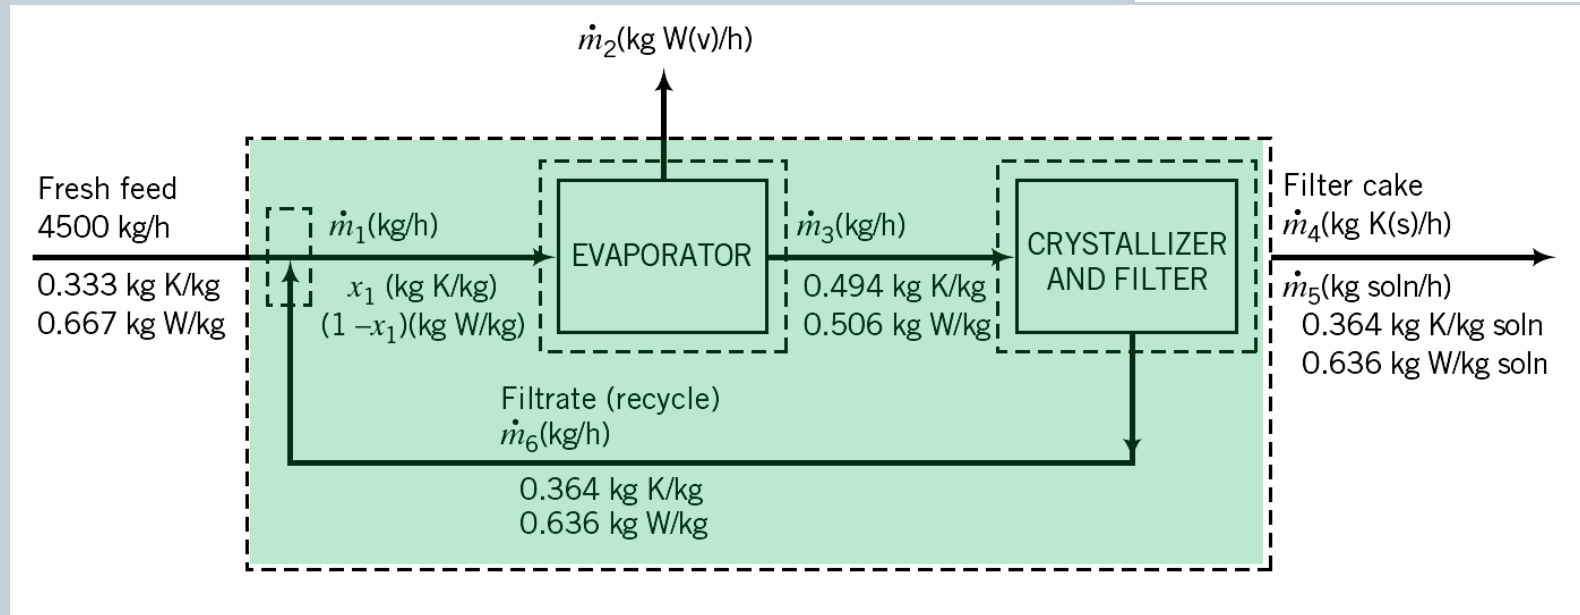 ṁ₂(kg W(v)/h)
Fresh feed
4500 kg/h
0.333 kg K/kg
0.667 kg W/kg
ṁ₁(kg/h)
x₁ (kg K/kg)
(1 –x₁)(kg W/kg)
EVAPORATOR
ṁ₃(kg/h)
0.494 kg K/kg
0.506 kg W/kg
CRYSTALLIZER
AND FILTER
Filter cake
ṁ₄(kg K(s)/h)
ṁ₅(kg soln/h)
0.364 kg K/kg soln
0.636 kg W/kg soln
Filtrate (recycle)
ṁ₆(kg/h)
0.364 kg K/kg
0.636 kg W/kg